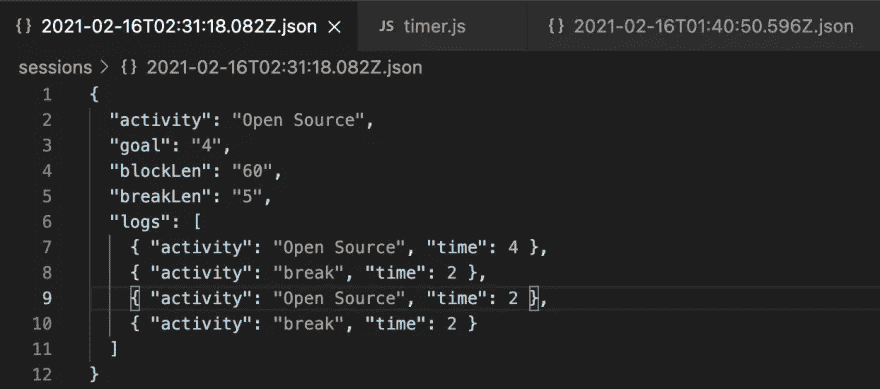 {} 2021-02-16T02:31:18.082Z.json × JS timer.js {} 2021-02-16T01:40:50.596Z.json
sessions > {} 2021-02-16T02:31:18.082Z.json
1 {
2 "activity": "Open Source",
3 "goal": "4",
4 "blockLen": "60",
5 "breakLen": "5",
6 "logs": [
7 { "activity": "Open Source", "time": 4 },
8 { "activity": "break", "time": 2 },
9 { "activity": "Open Source", "time": 2 },
10 { "activity": "break", "time": 2 }
11 ]
12 }